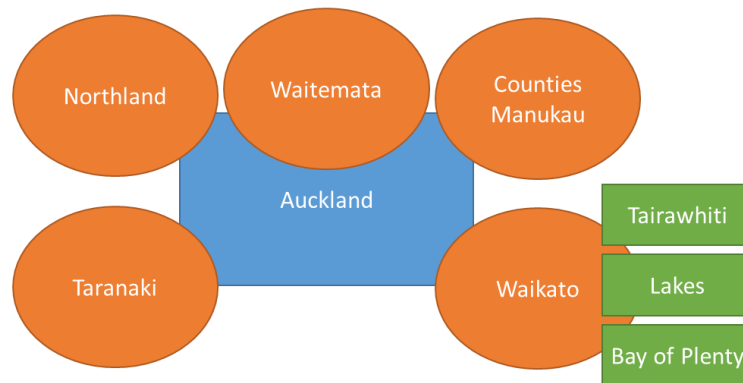 Northland
Waitemata
Counties
Manukau
Auckland
Tairawhiti
Taranaki
Waikato
Lakes
Bay of Plenty